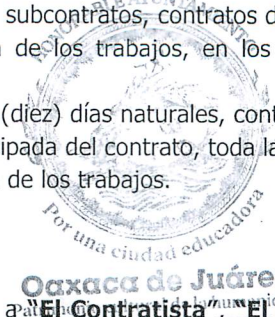 subcontratos, contratos d
de los trabajos, en los
(diez) días naturales, cont
ipada del contrato, toda la
de los trabajos.
Por una ciudad educadora
Oaxaca de Juáre
a "El Contratista", "El